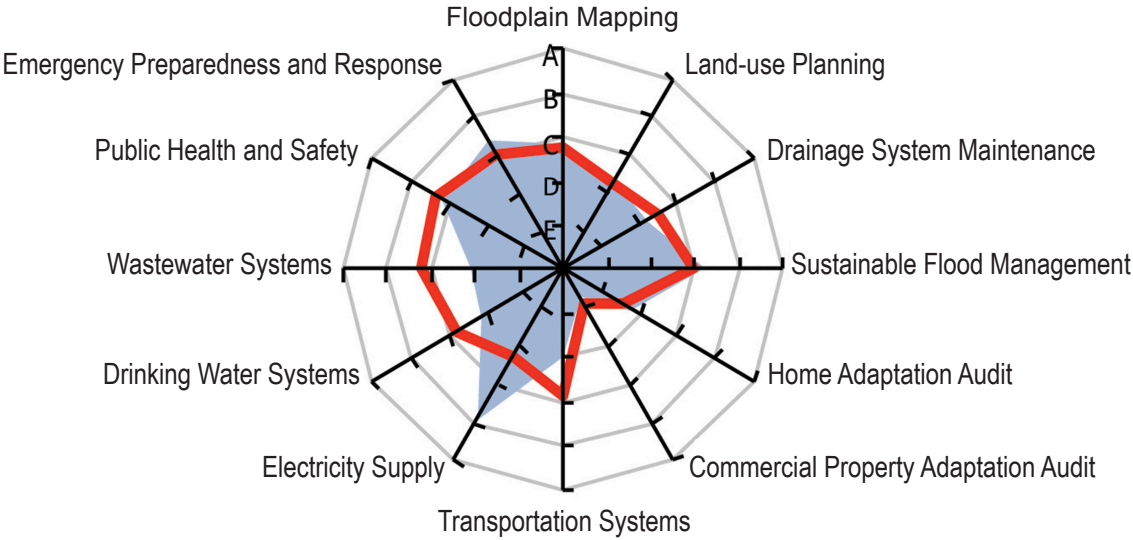 Floodplain Mapping
Emergency Preparedness and Response
A
Land-use Planning
B
Public Health and Safety
C
Drainage System Maintenance
D
E
Wastewater Systems
Sustainable Flood Management
Drinking Water Systems
Home Adaptation Audit
Electricity Supply
Commercial Property Adaptation Audit
Transportation Systems